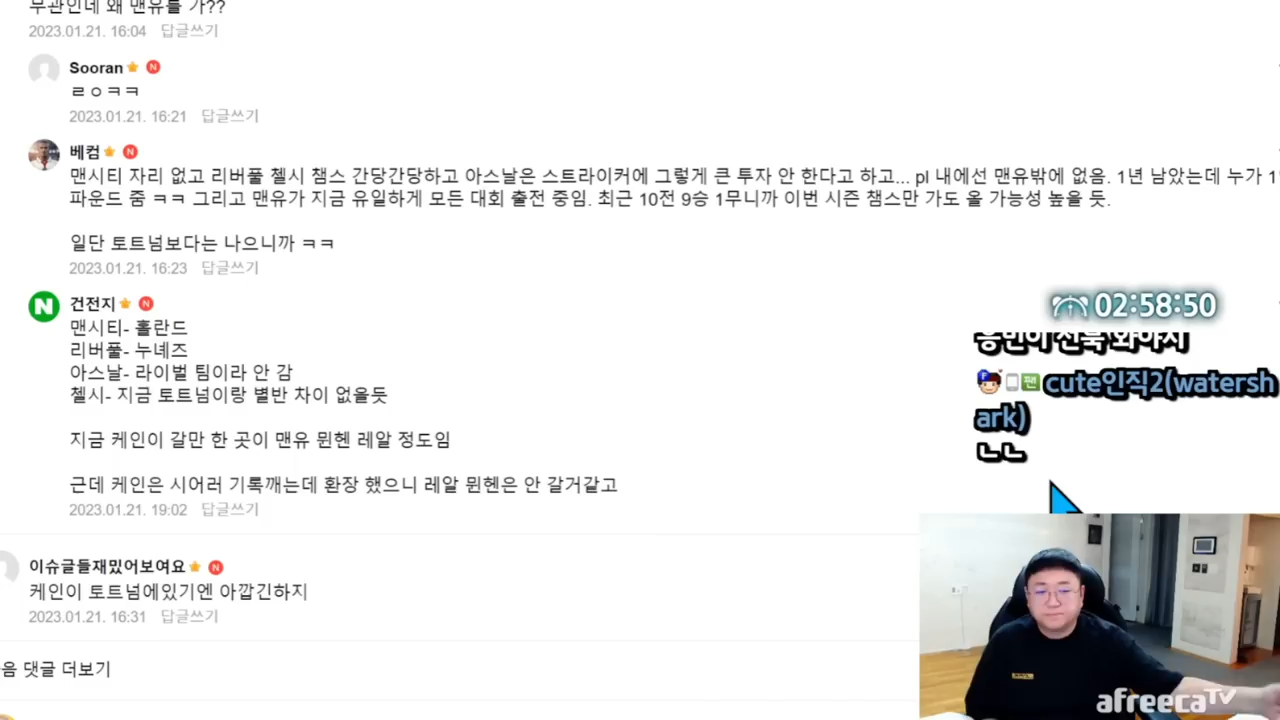 무관인데 왜 맨유를 가??
2023.01.21. 16:04 답글쓰기
Sooran N
ㄹㅇㅋㅋ
2023.01.21. 16:21 답글쓰기
베컴 N
맨시티 자리 없고 리버풀 첼시 챔스 간당간당하고 아스날은 스트라이커에 그렇게 큰 투자 안 한다고 하고... pl 내에선 맨유밖에 없음. 1년 남았는데 누가 1
파운드 줌 ㅋㅋ 그리고 맨유가 지금 유일하게 모든 대회 출전 중임. 최근 10전 9승 1무니까 이번 시즌 챔스만 가도 올 가능성 높을 듯.
일단 토트넘보다는 나으니까 ㅋㅋ
2023.01.21. 16:23 답글쓰기
N 건전지 N
맨시티- 홀란드
리버풀- 누녜즈
아스날- 라이벌 팀이라 안 감
첼시- 지금 토트넘이랑 별반 차이 없을듯
지금 케인이 갈만 한 곳이 맨유 뮌헨 레알 정도임
근데 케인은 시어러 기록깨는데 환장 했으니 레알 뮌헨은 안 갈거같고
2023.01.21. 19:02 답글쓰기
이슈글들재밌어보여요 N
케인이 토트넘에있기엔 아깝긴하지
2023.01.21. 16:31 답글쓰기
음 댓글 더보기
02:58:50
흥민이 전북 와야지
F 팬 cute인직2(watersh
ark)
ㄴㄴ
afreecaTV